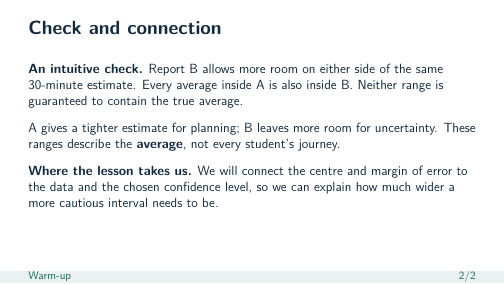 Check and connection
An intuitive check. Report B allows more room on either side of the same
30-minute estimate. Every average inside A is also inside B. Neither range is
guaranteed to contain the true average.
A gives a tighter estimate for planning; B leaves more room for uncertainty. These
ranges describe the average, not every student's journey.
Where the lesson takes us. We will connect the centre and margin of error to
the data and the chosen confidence level, so we can explain how much wider a
more cautious interval needs to be.
Warm-up 2/2